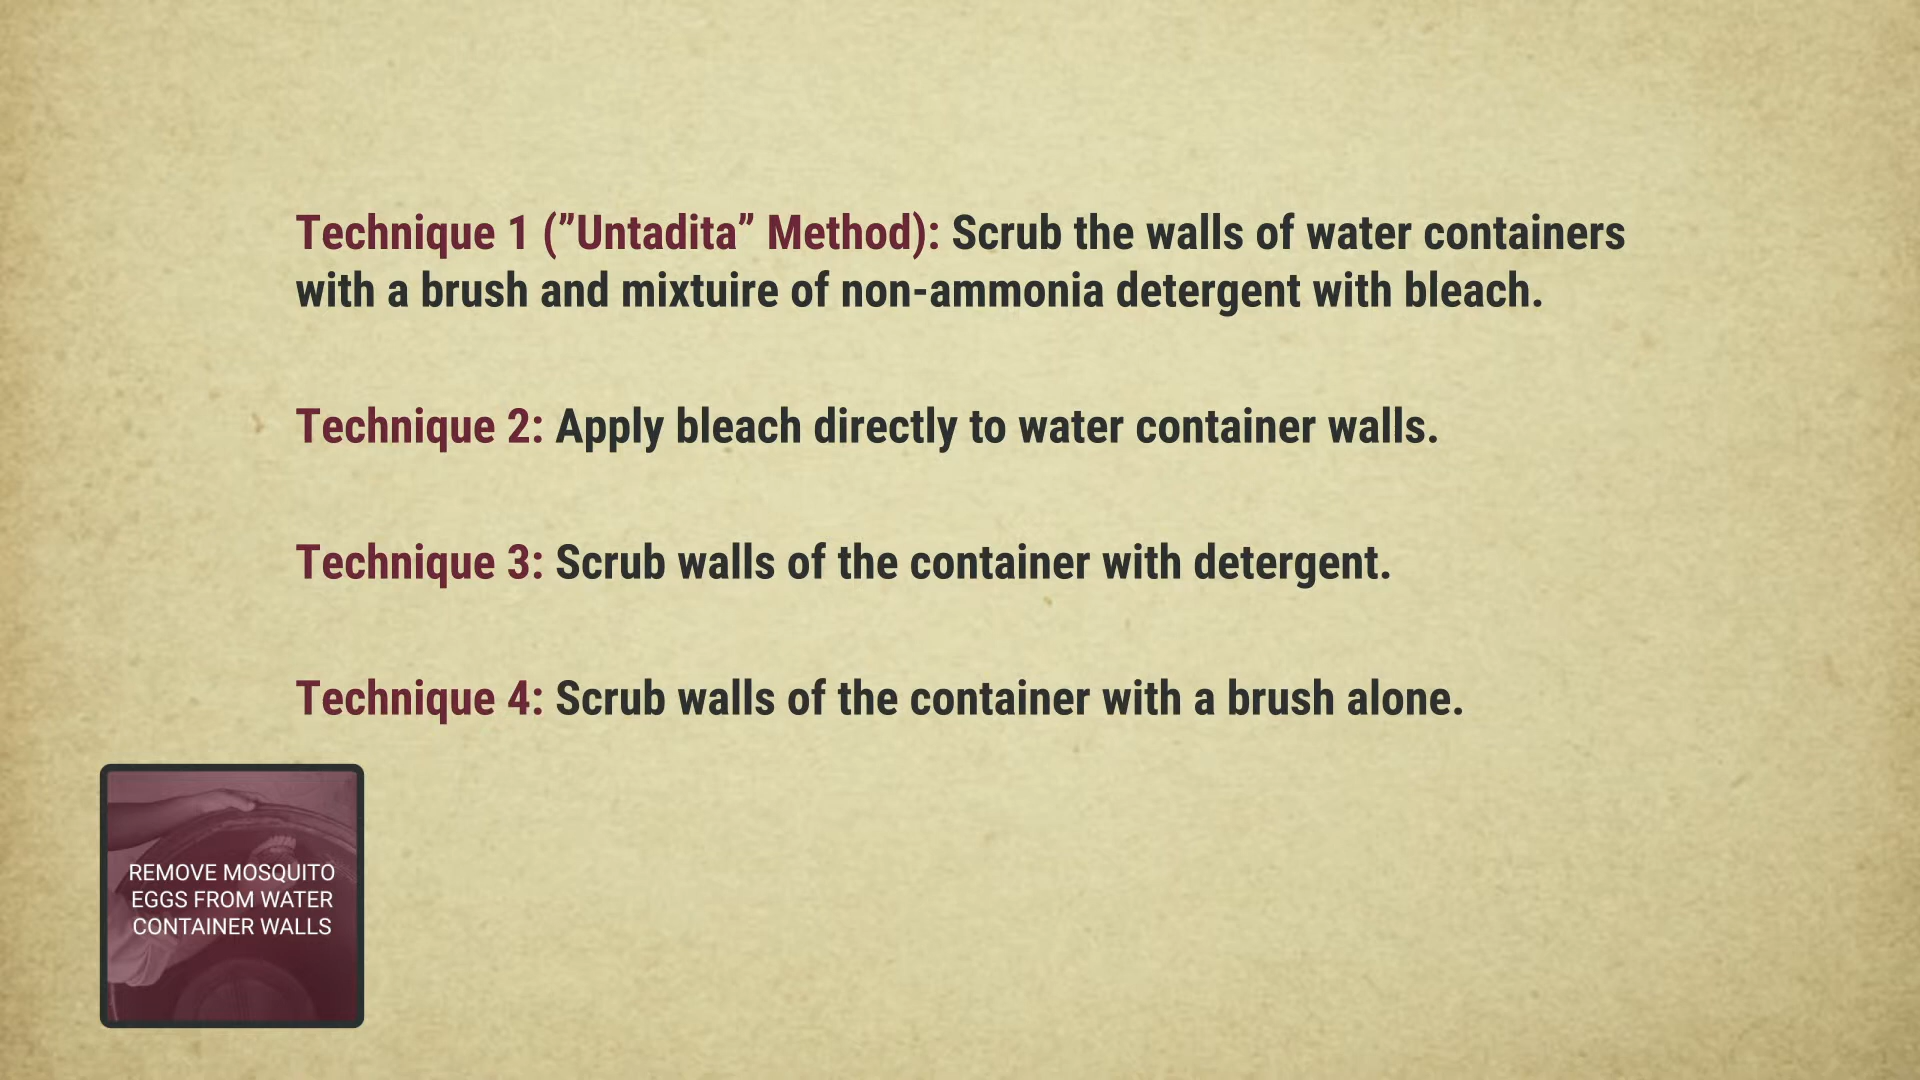 Technique 1 (”Untadita” Method): Scrub the walls of water containers
with a brush and mixtuire of non-ammonia detergent with bleach.
Technique 2: Apply bleach directly to water container walls.
Technique 3: Scrub walls of the container with detergent.
Technique 4: Scrub walls of the container with a brush alone.
REMOVE MOSQUITO
EGGS FROM WATER
CONTAINER WALLS